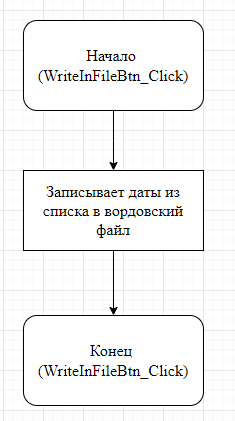 Начало
(WriteInFileBtn_Click)
Записывает даты из
списка в вордовский
файл
Конец
(WriteInFileBtn_Click)